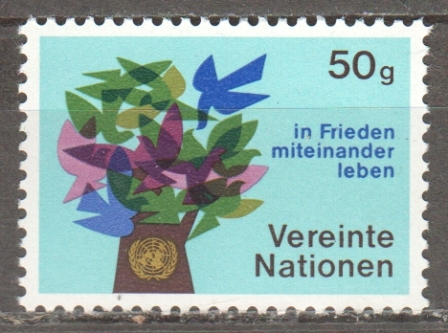 50g
in Frieden
miteinander
leben
Vereinte
Nationen